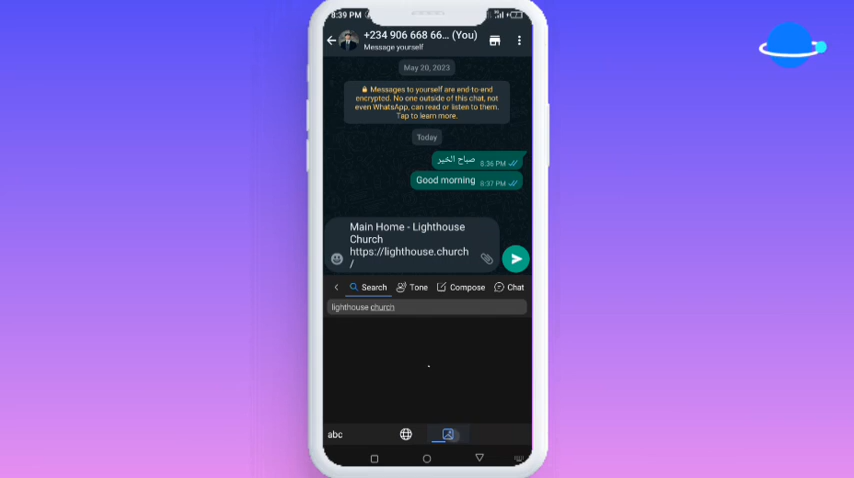 8:39 PM
+234 906 668 66... (You)
Message yourself
May 20, 2023
Messages to yourself are end-to-end
encrypted. No one outside of this chat, not
even WhatsApp, can read or listen to them.
Tap to learn more.
Today
صباح الخير 8:36 PM
Good morning 8:37 PM
Main Home - Lighthouse
Church
https://lighthouse.church
/
Search Tone Compose Chat
lighthouse church
abc